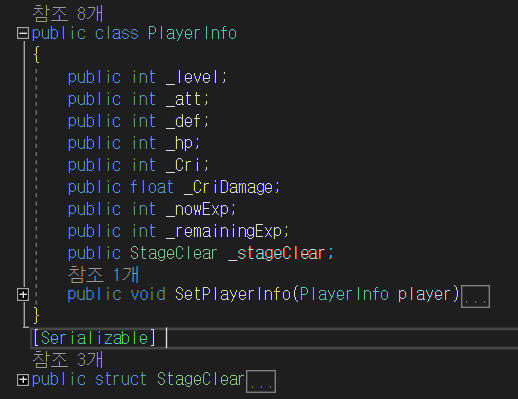 참조 8개
public class PlayerInfo
{
public int _level;
public int _att;
public int _def;
public int _hp;
public int _Cri;
public float _CriDamage;
public int _nowExp;
public int _remainingExp;
public StageClear _stageClear;
참조 1개
public void SetPlayerInfo(PlayerInfo player)...
}
[Serializable]
참조 3개
public struct StageClear...